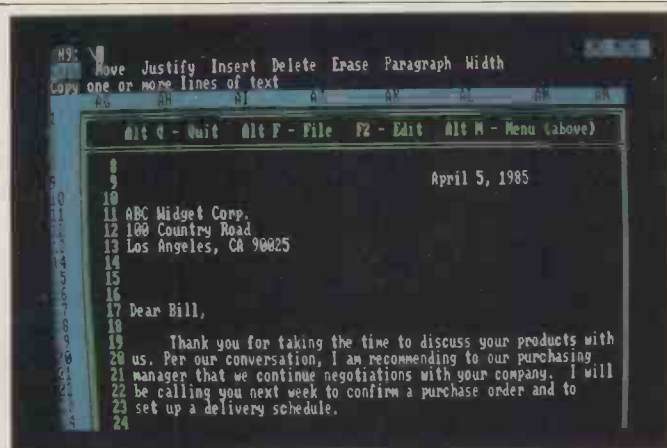 Move Justify Insert Delete Erase Paragraph Width
Copy one or more lines of text
AG AH AI AJ AK AL AM AN
Alt Q - Quit Alt F - File F2 - Edit Alt M - Menu (above)
8
9 April 5, 1985
10
11 ABC Widget Corp.
12 100 Country Road
13 Los Angeles, CA 90025
14
15
16
17 Dear Bill,
18
19 Thank you for taking the time to discuss your products with
20 us. Per our conversation, I am recommending to our purchasing
21 manager that we continue negotiations with your company. I will
22 be calling you next week to confirm a purchase order and to
23 set up a delivery schedule.
24